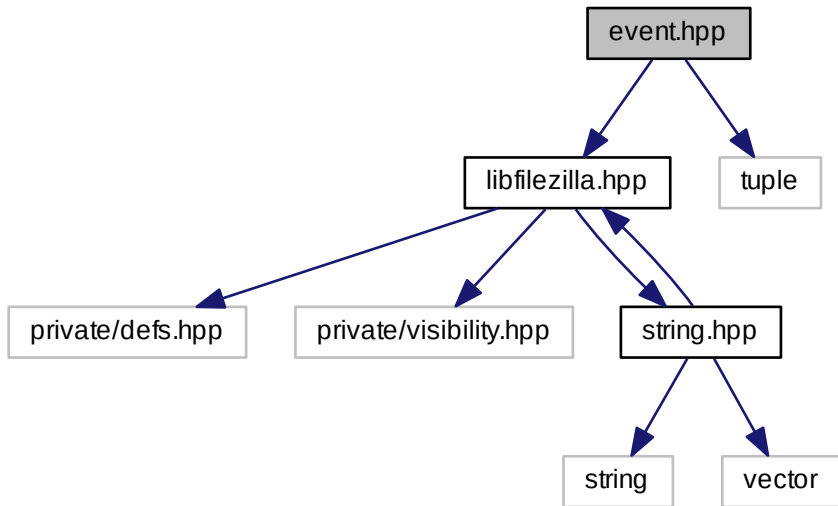 event.hpp
libfilezilla.hpp
tuple
private/defs.hpp
private/visibility.hpp
string.hpp
string
vector